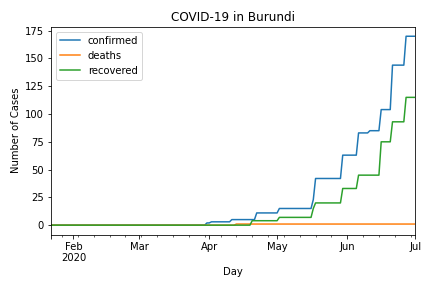 COVID-19 in Burundi
confirmed
deaths
recovered
Number of Cases
175
150
125
100
75
50
25
0
Feb
2020
Mar
Apr
May
Jun
Jul
Day